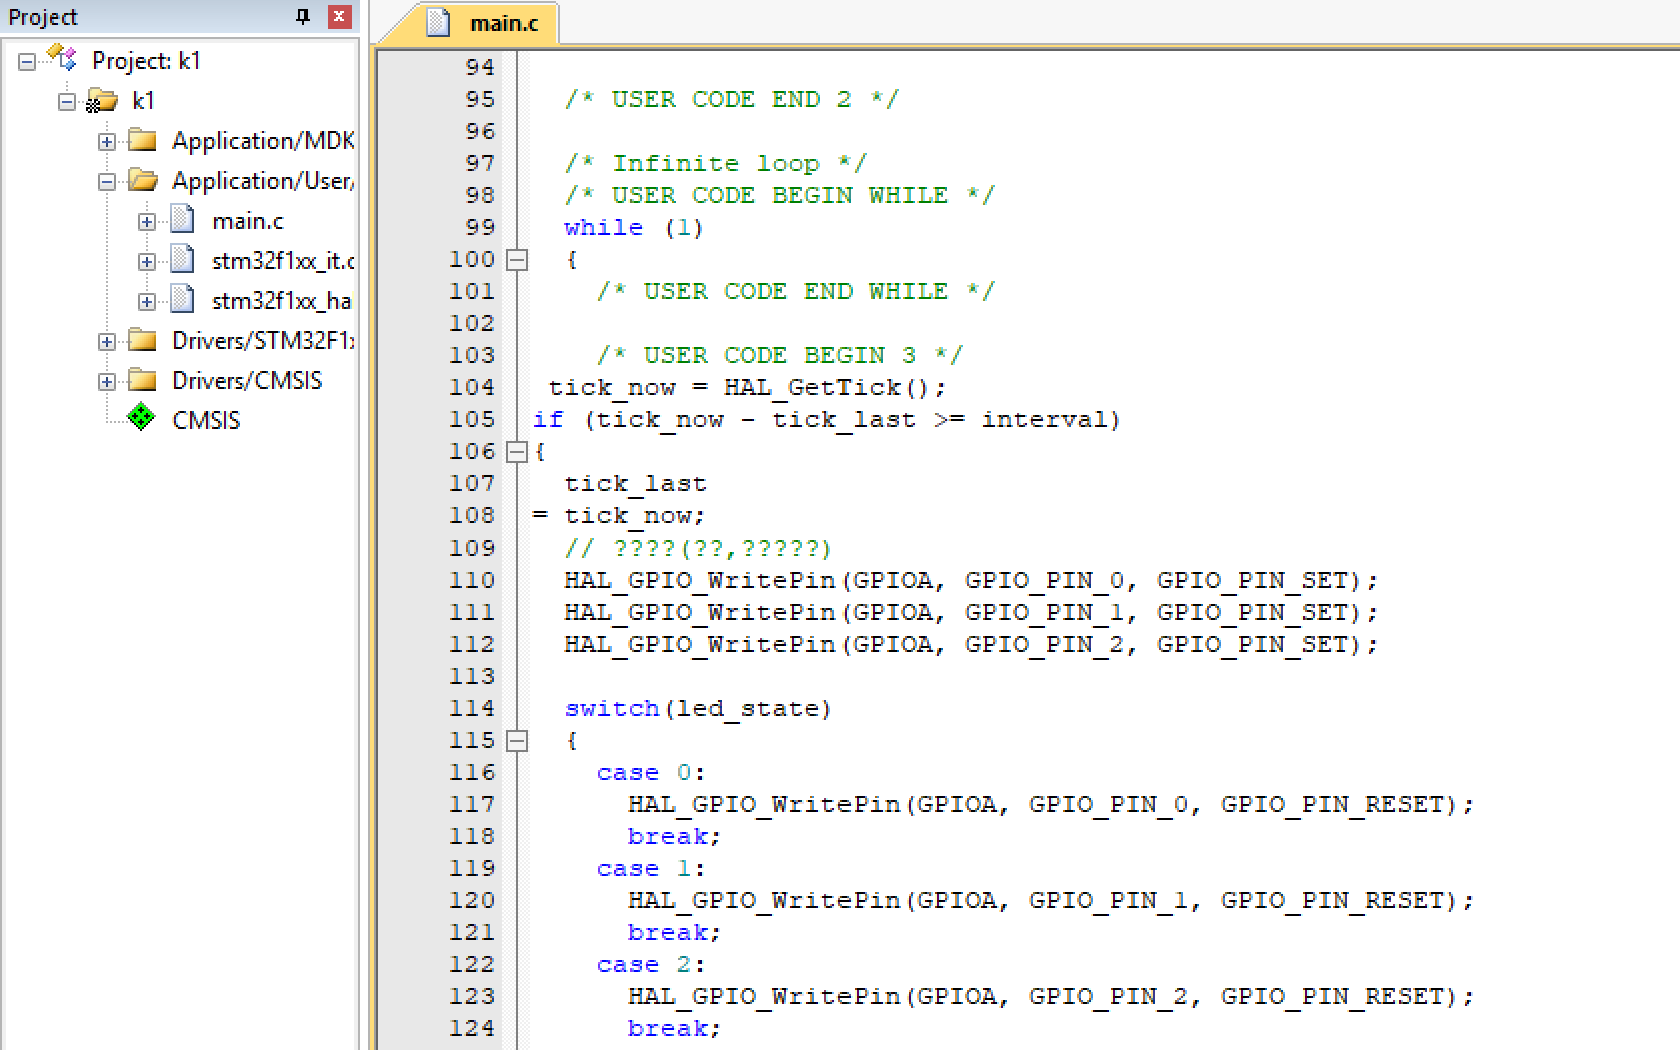 Project
Project: k1
k1
Application/MDK
Application/User/
main.c
stm32f1xx_it.c
stm32f1xx_ha
Drivers/STM32F1x
Drivers/CMSIS
CMSIS
main.c
94
95 /* USER CODE END 2 */
96
97 /* Infinite loop */
98 /* USER CODE BEGIN WHILE */
99 while (1)
100 {
101 /* USER CODE END WHILE */
102
103 /* USER CODE BEGIN 3 */
104 tick_now = HAL_GetTick();
105 if (tick_now - tick_last >= interval)
106 {
107 tick_last
108 = tick_now;
109 // ????(??,?????)
110 HAL_GPIO_WritePin(GPIOA, GPIO_PIN_0, GPIO_PIN_SET);
111 HAL_GPIO_WritePin(GPIOA, GPIO_PIN_1, GPIO_PIN_SET);
112 HAL_GPIO_WritePin(GPIOA, GPIO_PIN_2, GPIO_PIN_SET);
113
114 switch(led_state)
115 {
116 case 0:
117 HAL_GPIO_WritePin(GPIOA, GPIO_PIN_0, GPIO_PIN_RESET);
118 break;
119 case 1:
120 HAL_GPIO_WritePin(GPIOA, GPIO_PIN_1, GPIO_PIN_RESET);
121 break;
122 case 2:
123 HAL_GPIO_WritePin(GPIOA, GPIO_PIN_2, GPIO_PIN_RESET);
124 break;